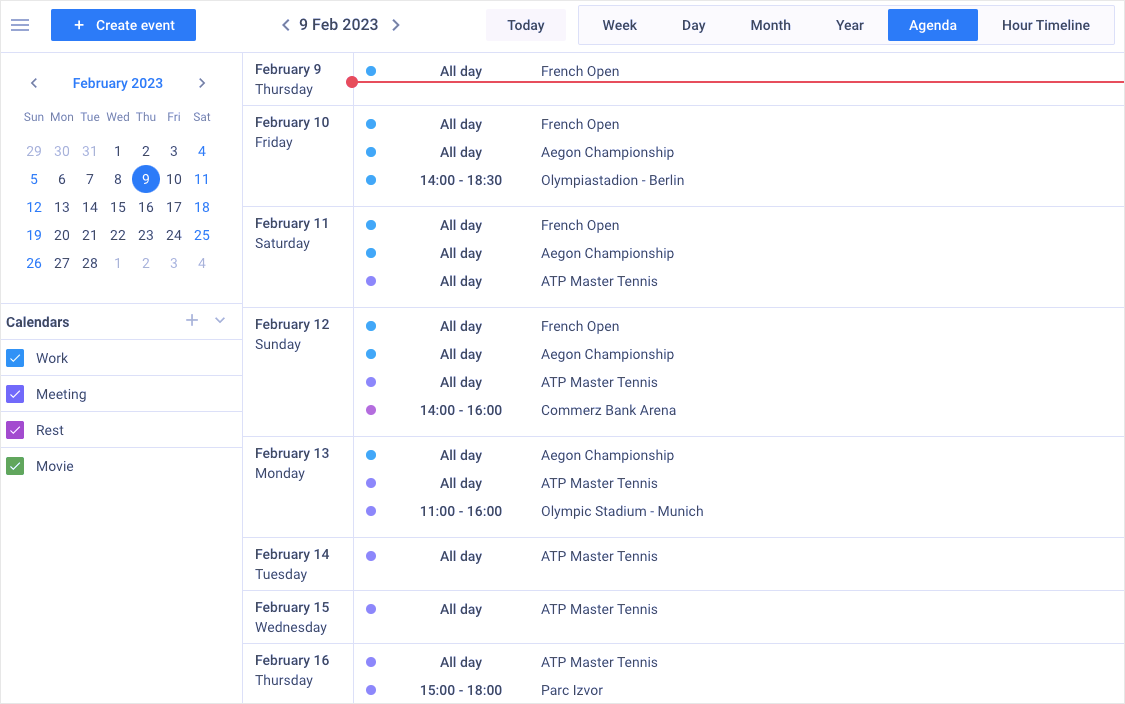 + Create event
9 Feb 2023
Today
Week Day Month Year Agenda Hour Timeline
February 2023
Sun Mon Tue Wed Thu Fri Sat
29 30 31 1 2 3 4
5 6 7 8 9 10 11
12 13 14 15 16 17 18
19 20 21 22 23 24 25
26 27 28 1 2 3 4
Calendars
Work
Meeting
Rest
Movie
February 9
Thursday
All day French Open
February 10
Friday
All day French Open
All day Aegon Championship
14:00 - 18:30 Olympiastadion - Berlin
February 11
Saturday
All day French Open
All day Aegon Championship
All day ATP Master Tennis
February 12
Sunday
All day French Open
All day Aegon Championship
All day ATP Master Tennis
14:00 - 16:00 Commerz Bank Arena
February 13
Monday
All day Aegon Championship
All day ATP Master Tennis
11:00 - 16:00 Olympic Stadium - Munich
February 14
Tuesday
All day ATP Master Tennis
February 15
Wednesday
All day ATP Master Tennis
February 16
Thursday
All day ATP Master Tennis
15:00 - 18:00 Parc Izvor